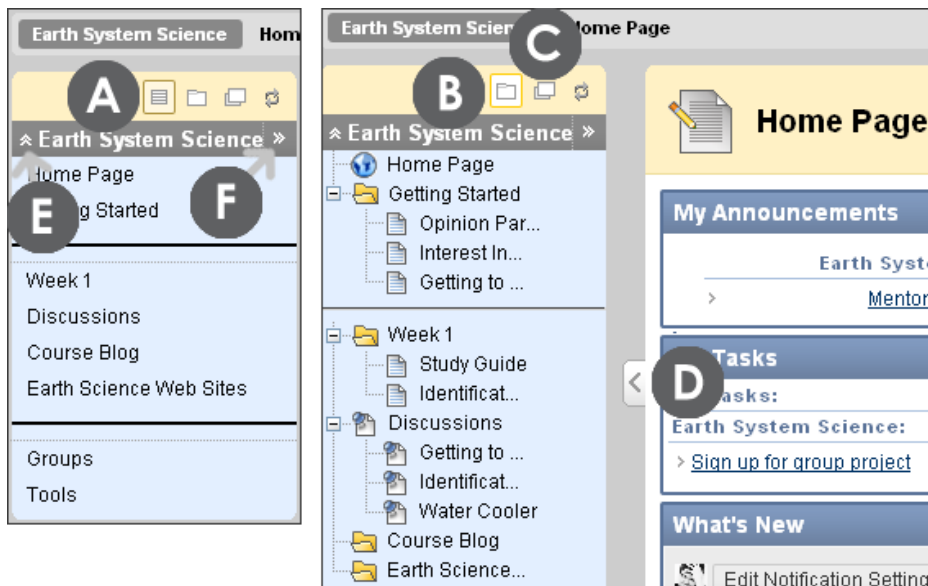 Earth System Science Hom
A
Earth System Science
E
F
Home Page
g Started
Week 1
Discussions
Course Blog
Earth Science Web Sites
Groups
Tools
Earth System Scien ome Page
C
B
Earth System Science
Home Page
Getting Started
Opinion Par...
Interest In...
Getting to ...
Week 1
Study Guide
Identificat...
Discussions
Getting to ...
Identificat...
Water Cooler
Course Blog
Earth Science...
Home Page
My Announcements
Earth Syst
Mentor
D
Tasks
asks:
Earth System Science:
Sign up for group project
What's New
Edit Notification Setting